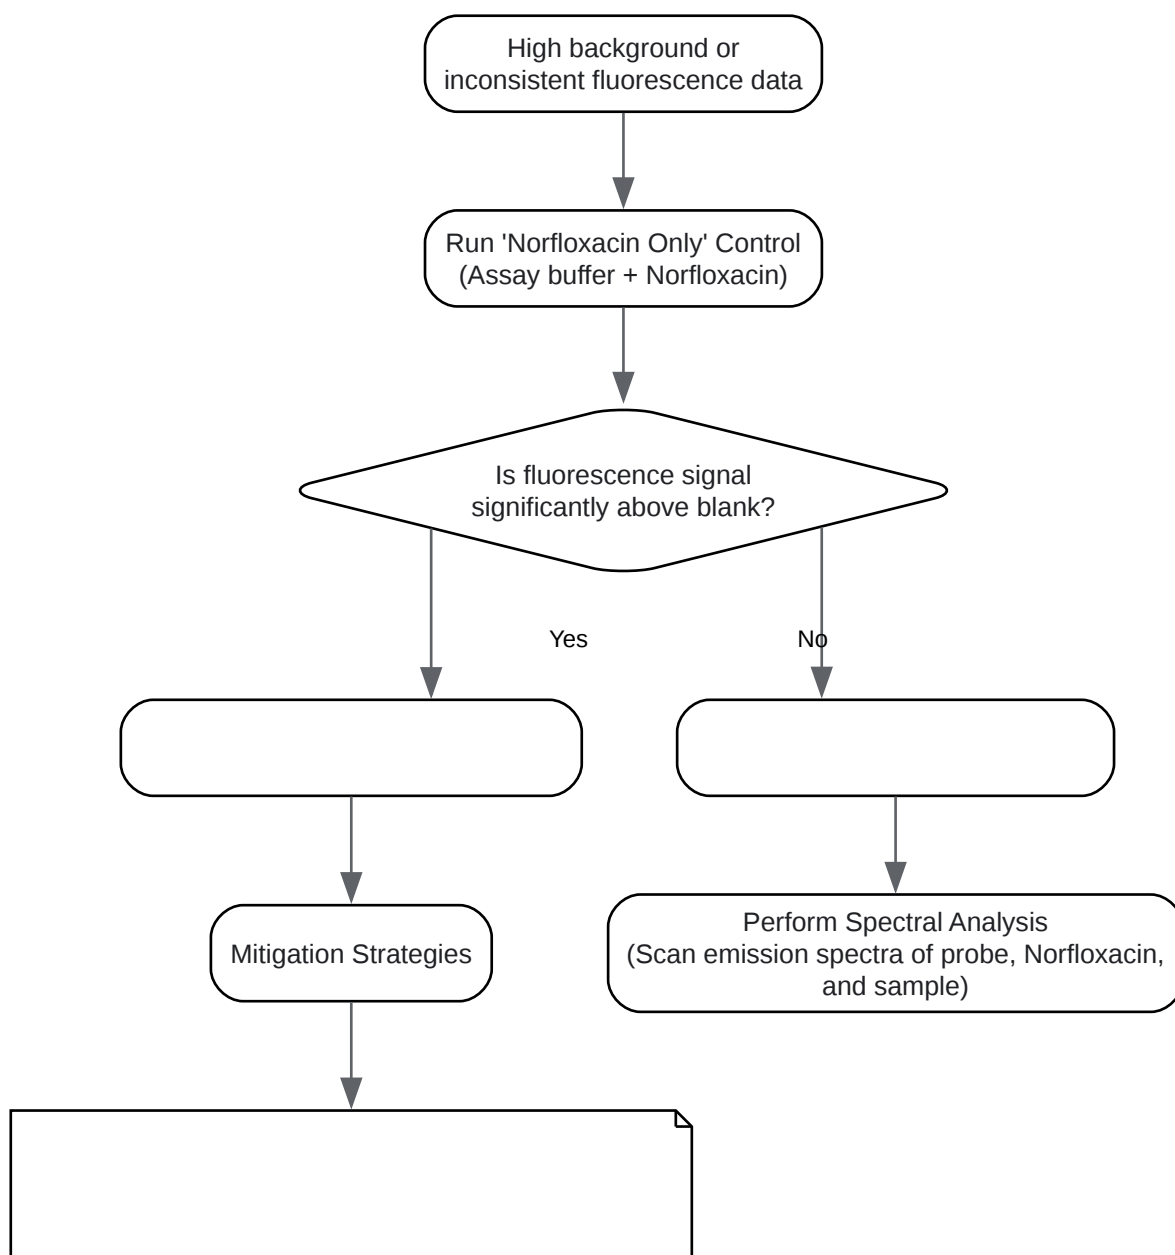 High background or
inconsistent fluorescence data
Run 'Norfloxacin Only' Control
(Assay buffer + Norfloxacin)
Is fluorescence signal
significantly above blank?
Yes
No
Mitigation Strategies
Perform Spectral Analysis
(Scan emission spectra of probe, Norfloxacin,
and sample)